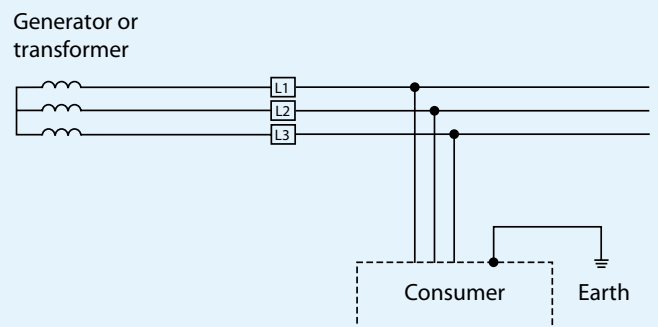 Generator or
transformer
L1
L2
L3
Consumer
Earth